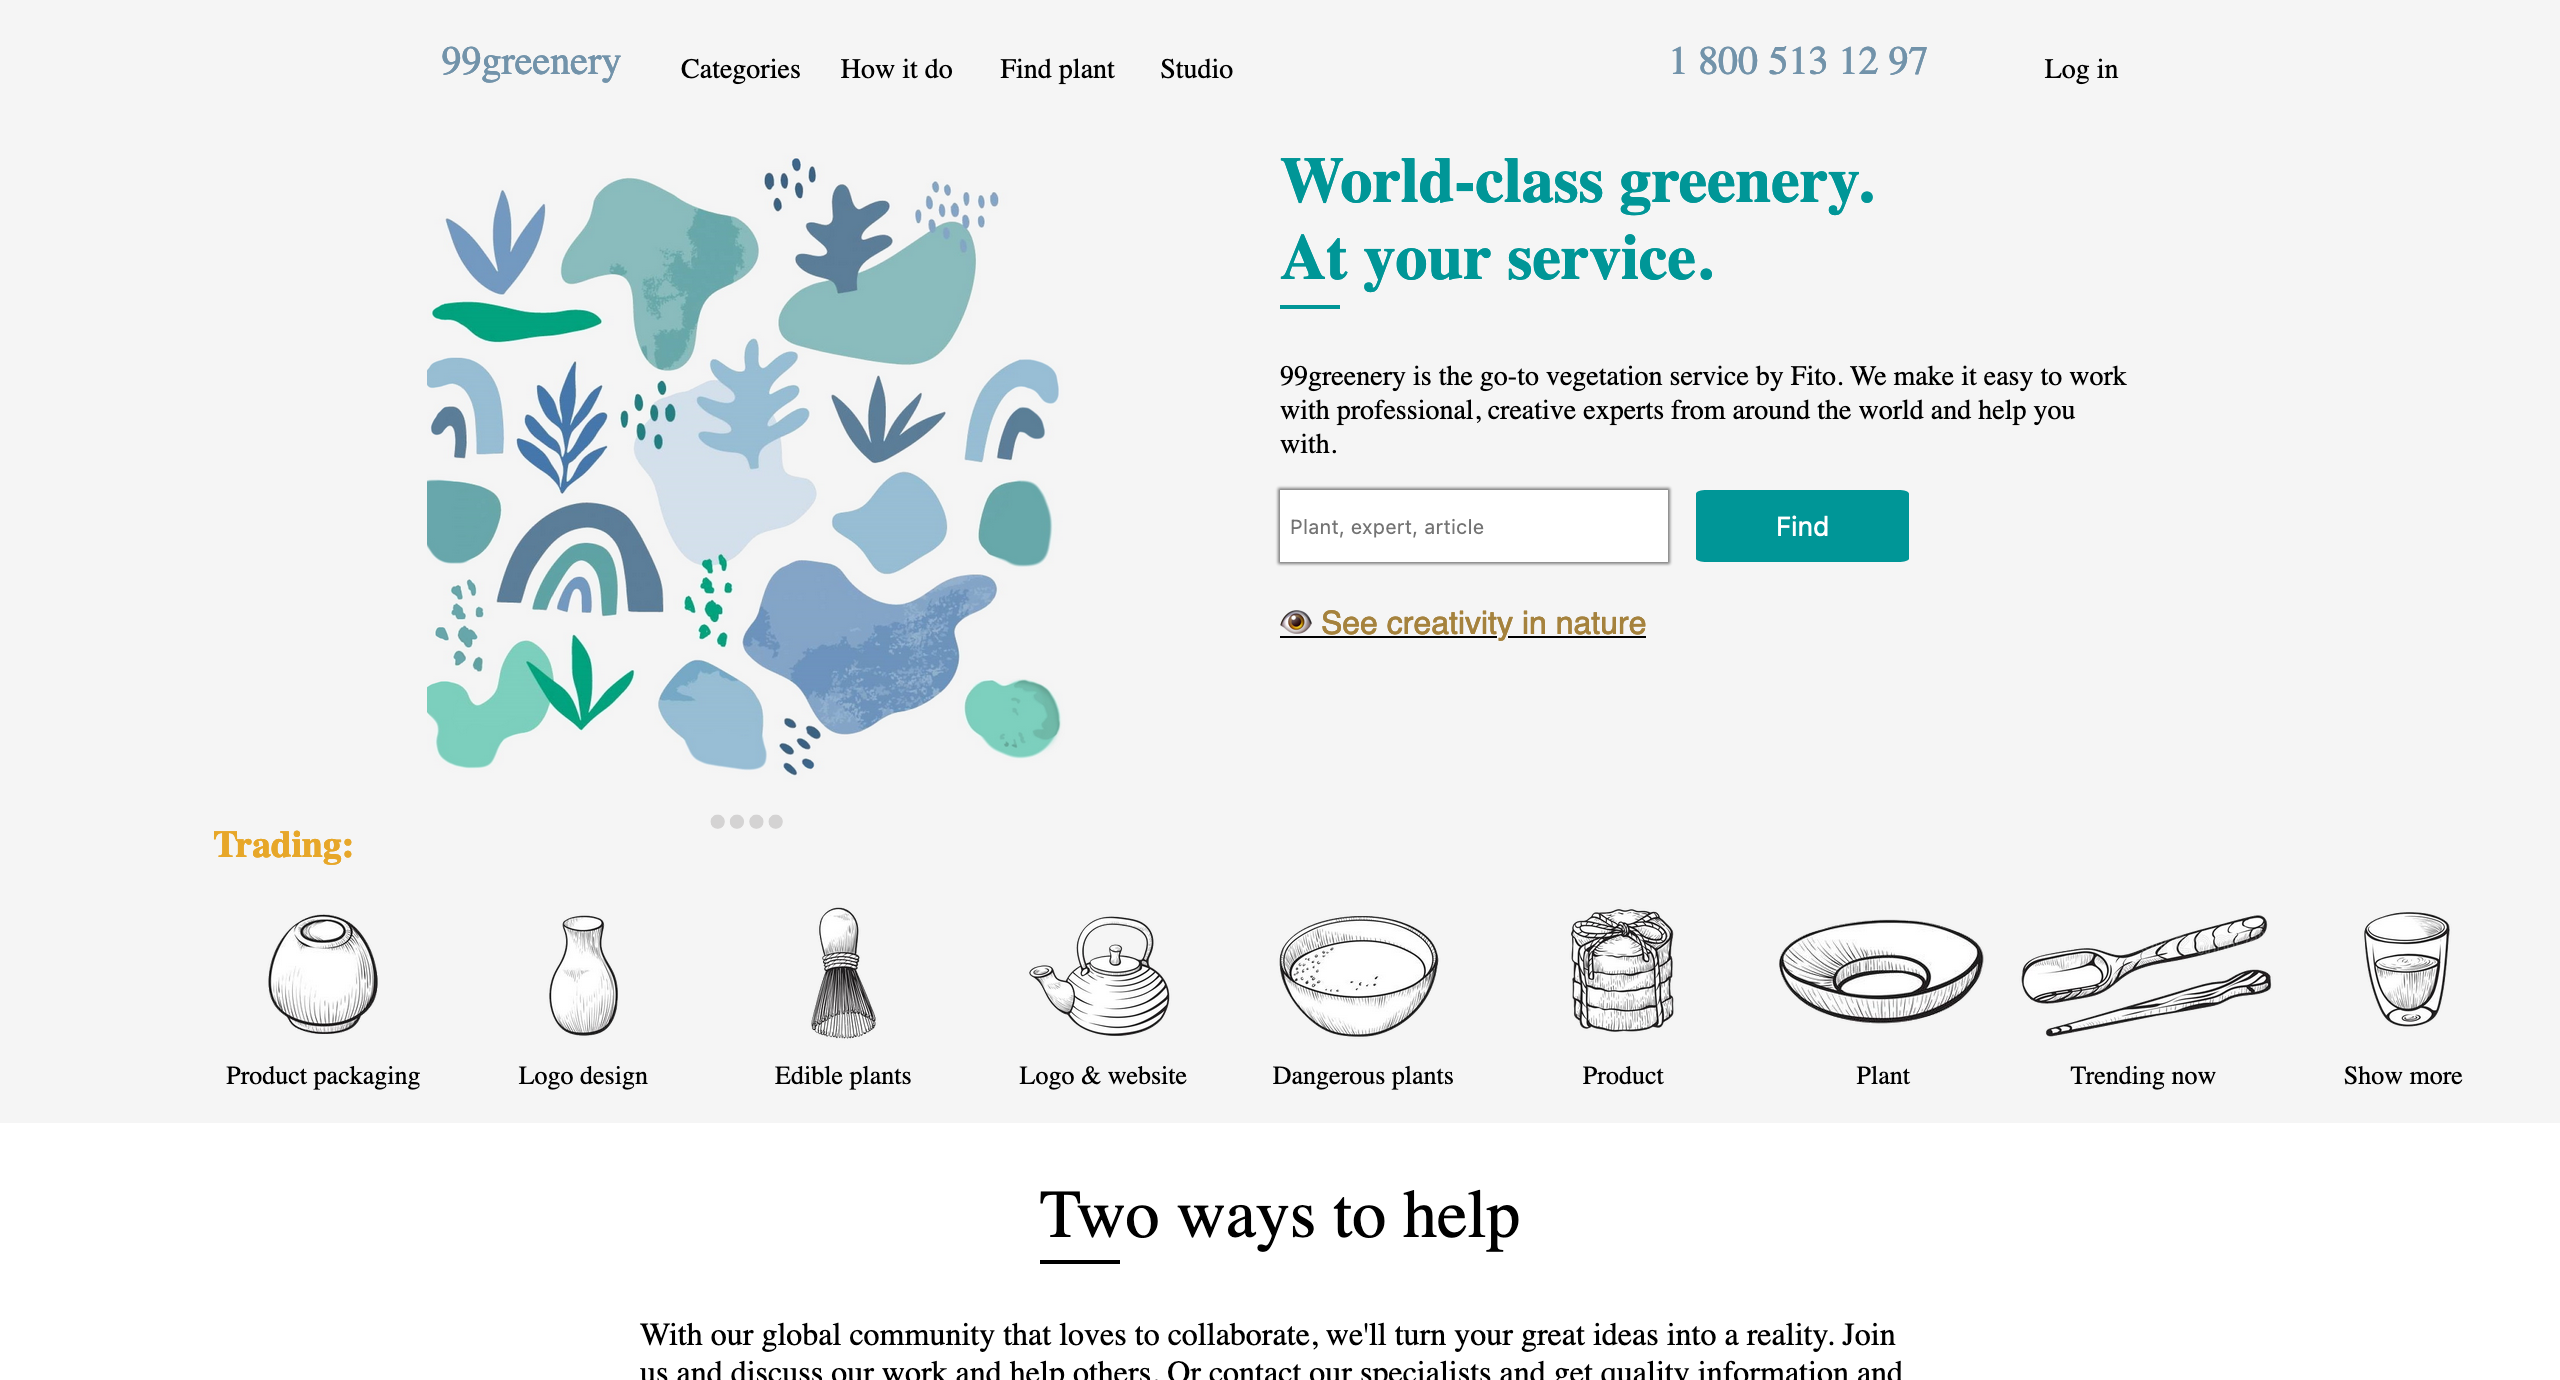 99greenery Categories How it do Find plant Studio 1 800 513 12 97 Log in
World-class greenery.
At your service.
99greenery is the go-to vegetation service by Fito. We make it easy to work
with professional, creative experts from around the world and help you
with.
Plant, expert, article Find
See creativity in nature
Trading:
Product packaging Logo design Edible plants Logo & website Dangerous plants Product Plant Trending now Show more
Two ways to help
With our global community that loves to collaborate, we'll turn your great ideas into a reality. Join
us and discuss our work and help others. Or contact our specialists and get quality information and